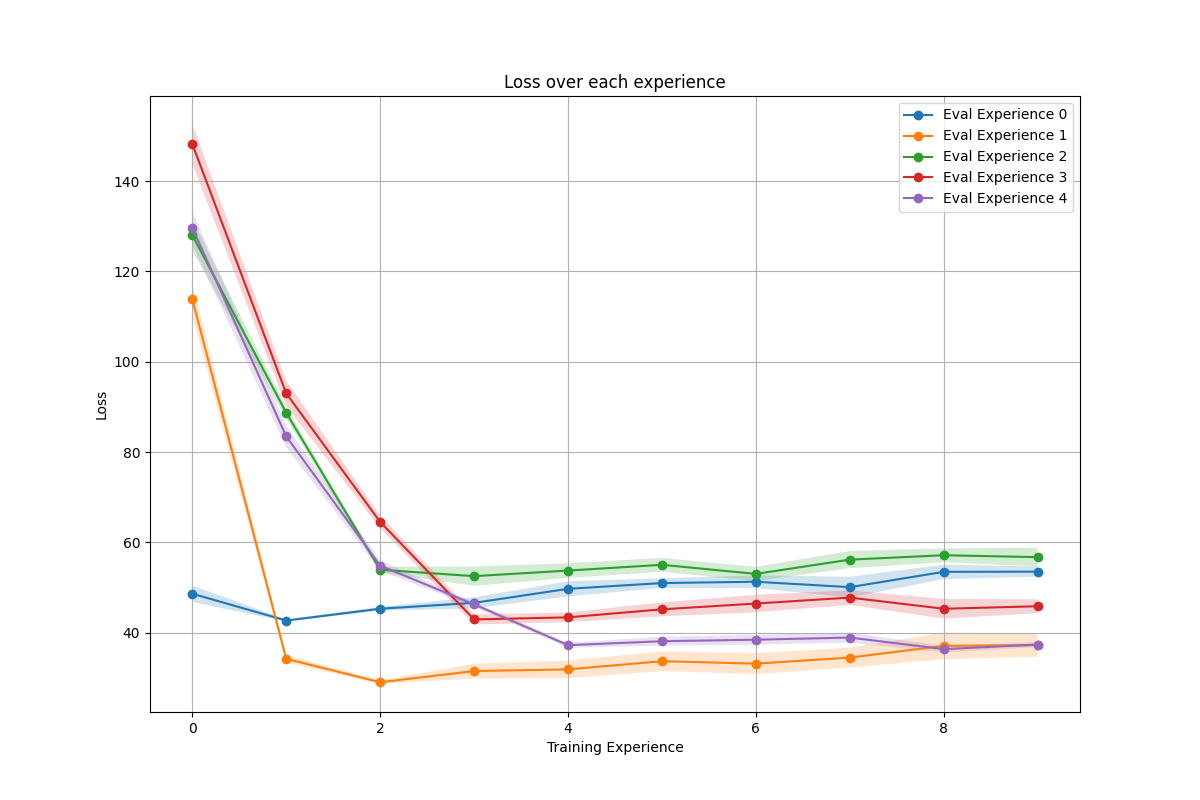 Loss over each experience
Eval Experience 0
Eval Experience 1
Eval Experience 2
Eval Experience 3
Eval Experience 4
140
120
100
80
60
40
Loss
0 2 4 6 8
Training Experience